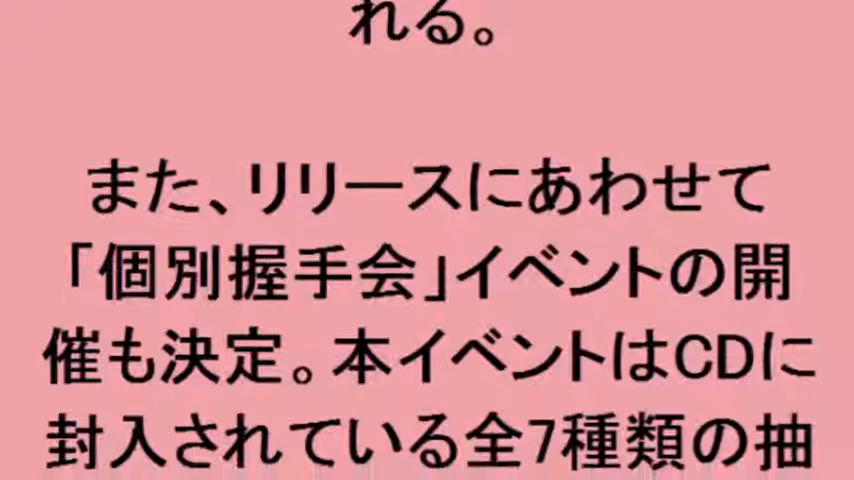 れる。
また、リリースにあわせて
「個別握手会」イベントの開
催も決定。本イベントはCDに
封入されている全7種類の抽